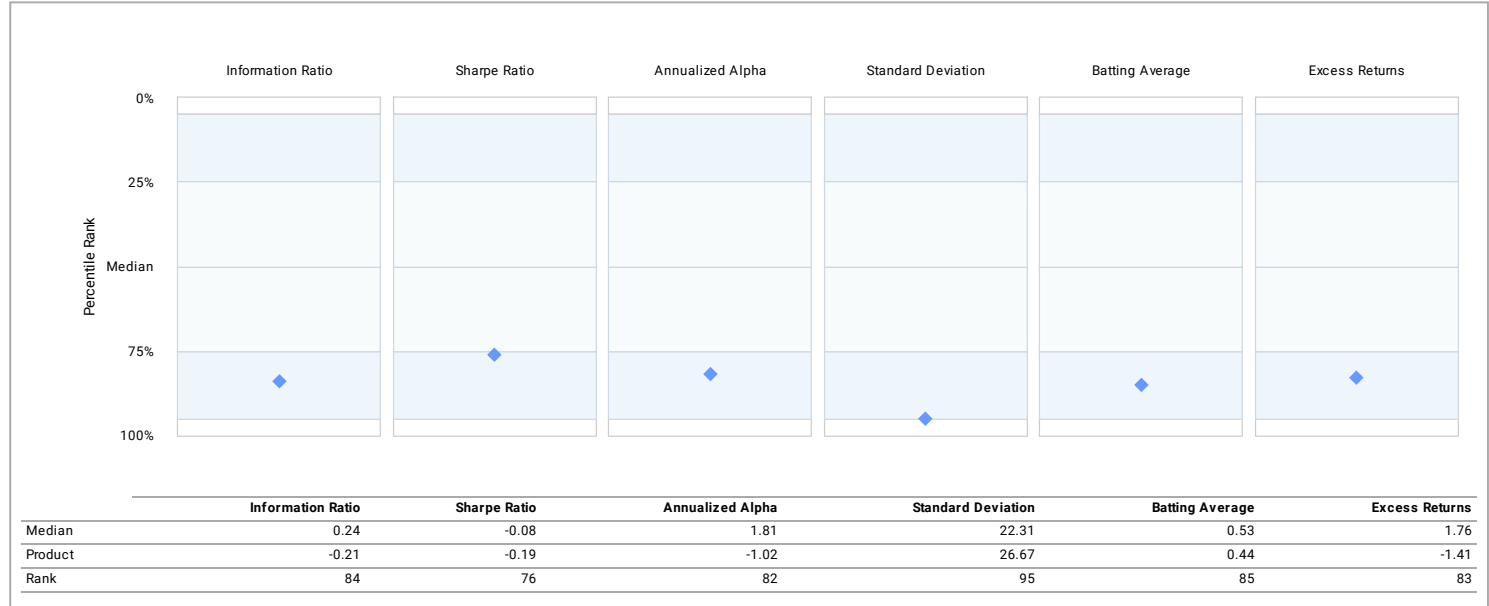 Information Ratio Sharpe Ratio Annualized Alpha Standard Deviation Batting Average Excess Returns
0%
25%
Percentile Rank
Median
75%
100%
Information Ratio Sharpe Ratio Annualized Alpha Standard Deviation Batting Average Excess Returns
Median 0.24 -0.08 1.81 22.31 0.53 1.76
Product -0.21 -0.19 -1.02 26.67 0.44 -1.41
Rank 84 76 82 95 85 83